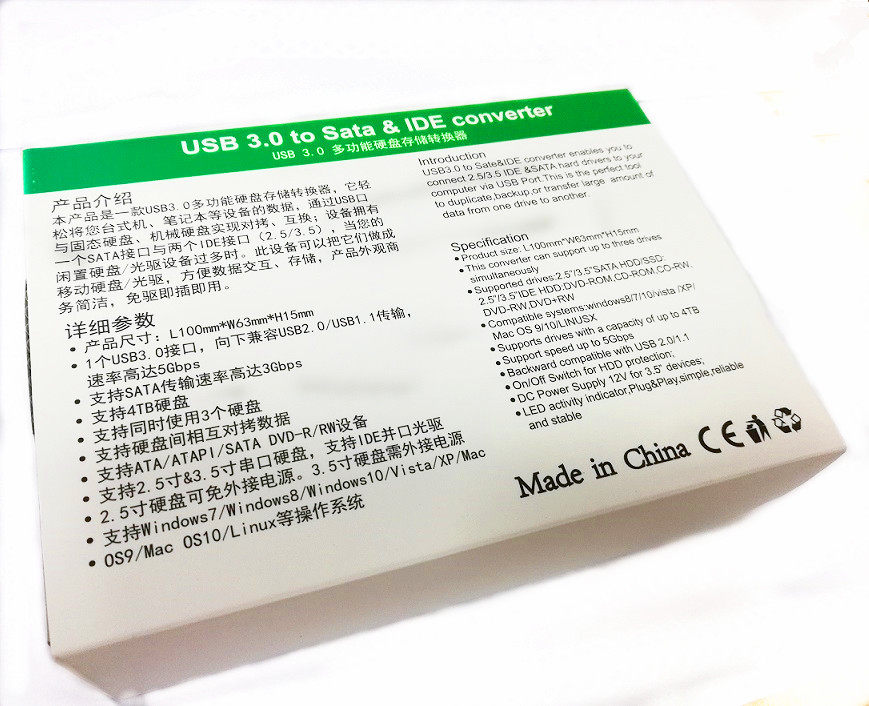 USB 3.0 to Sata & IDE converter
USB 3.0 多功能硬盘存储转换器
产品介绍
本产品是一款USB3.0多功能硬盘存储转换器，它轻
松将您台式机、笔记本等设备的数据，通过USB口
与固态硬盘、机械硬盘实现对拷、互换；设备拥有
一个SATA接口与两个IDE接口（2.5/3.5），当您的
闲置硬盘/光驱设备过多时。此设备可以把它们做成
移动硬盘/光驱，方便数据交互、存储，产品外观商
务简洁，免驱即插即用。
详细参数
• 产品尺寸：L100mm*W63mm*H15mm
• 1个USB3.0接口，向下兼容USB2.0/USB1.1传输，
速率高达5Gbps
• 支持SATA传输速率高达3Gbps
• 支持4TB硬盘
• 支持同时使用3个硬盘
• 支持硬盘间相互对拷数据
• 支持ATA/ATAPI/SATA DVD-R/RW设备
• 支持2.5寸&3.5寸串口硬盘，支持IDE并口光驱
• 2.5寸硬盘可免外接电源。3.5寸硬盘需外接电源
• 支持Windows7/Windows8/Windows10/Vista/XP/Mac
• OS9/Mac OS10/Linux等操作系统
Introduction
USB3.0 to Sate&IDE converter enables you to
connect 2.5/3.5 IDE &SATA hard drivers to your
computer via USB Port.This is the perfect tool
to duplicate,backup,or transfer large amount of
data from one drive to another.
Specification
• Product size: L100mm*W63mm*H15mm
• This converter can support up to three drives
simultaneously
• Supported drives:2.5"/3.5"SATA HDD/SSD:
2.5"/3.5"IDE HDD.DVD-ROM,CD-ROM,CD-RW,
DVD-RW,DVD+RW
• Compatible systems:windows8/7/10/vista /XP/
Mac OS 9/10/LINUSX
• Supports drives with a capacity of up to 4TB
• Support speed up to 5Gbps
• Backward compatible with USB 2.0/1.1
• On/Off Switch for HDD protection;
• DC Power Supply 12V for 3.5" devices;
• LED activity indicator,Plug&Play,simple,reliable
and stable
Made in China CE